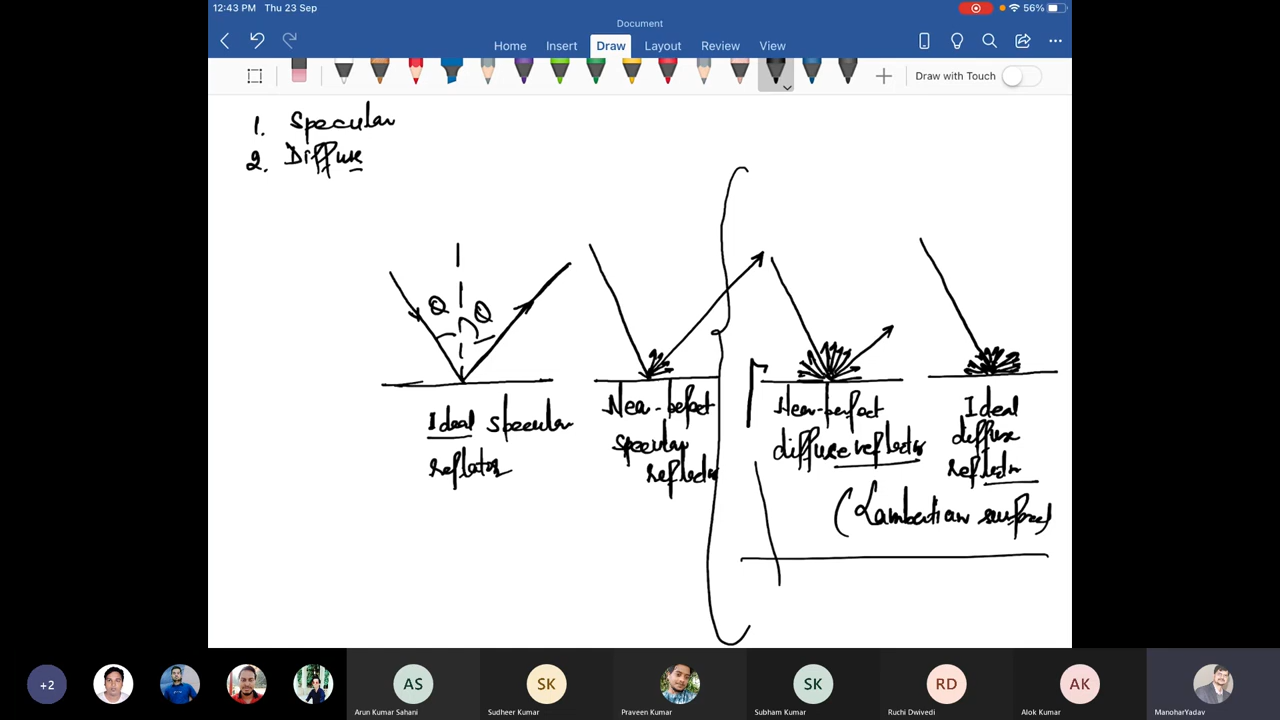 12:43 PM Thu 23 Sep
56%
Document
Home Insert Draw Layout Review View
Draw with Touch
1. Specular
2. Diffuse
θ θ
Ideal specular
reflector
Near-perfect
specular
reflector
Near-perfect
diffuse reflector
Ideal
diffuse
reflector
(Lambertian surface)
+2
AS
SK
SK
RD
AK
Arun Kumar Sahani
Sudheer Kumar
Praveen Kumar
Subham Kumar
Ruchi Dwivedi
Alok Kumar
ManoharYadav